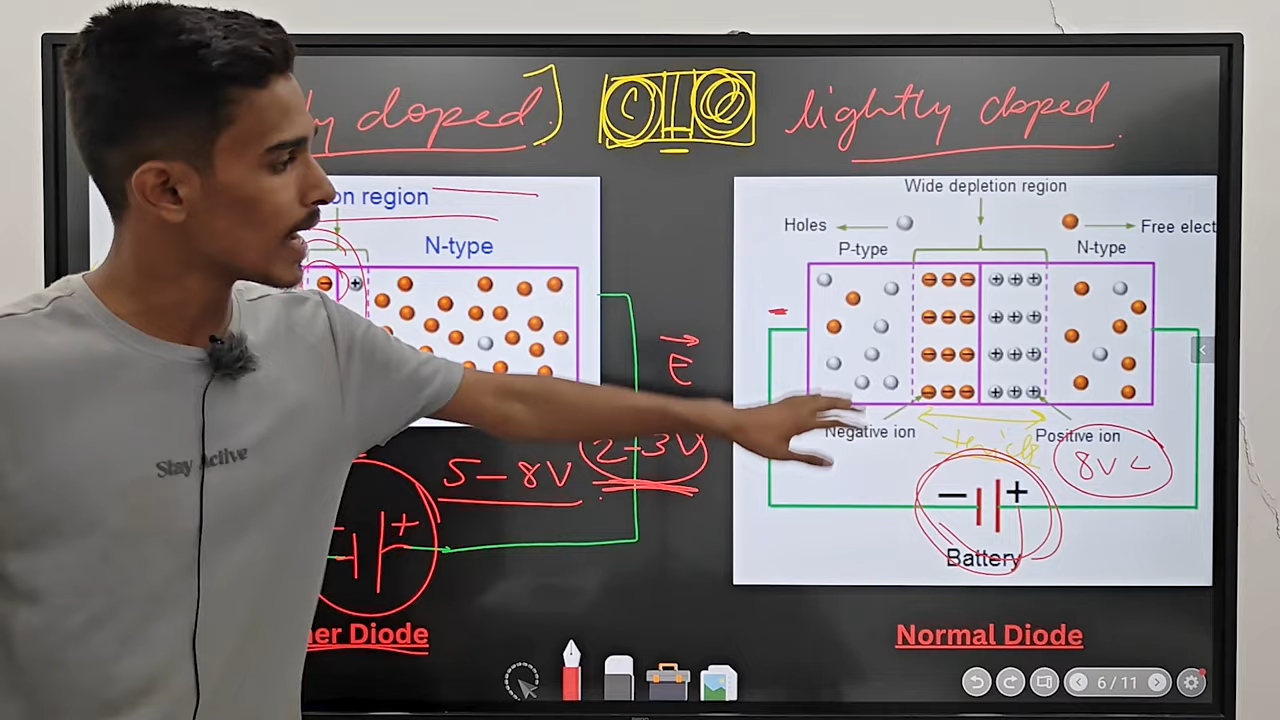 y doped lightly doped
on region
N-type
Wide depletion region
Holes
Free elect
P-type
N-type
E
Negative ion
Positive ion
5-8V
2-3V
8V <
- +
Battery
+
Stay Active
er Diode
Normal Diode
6 / 11